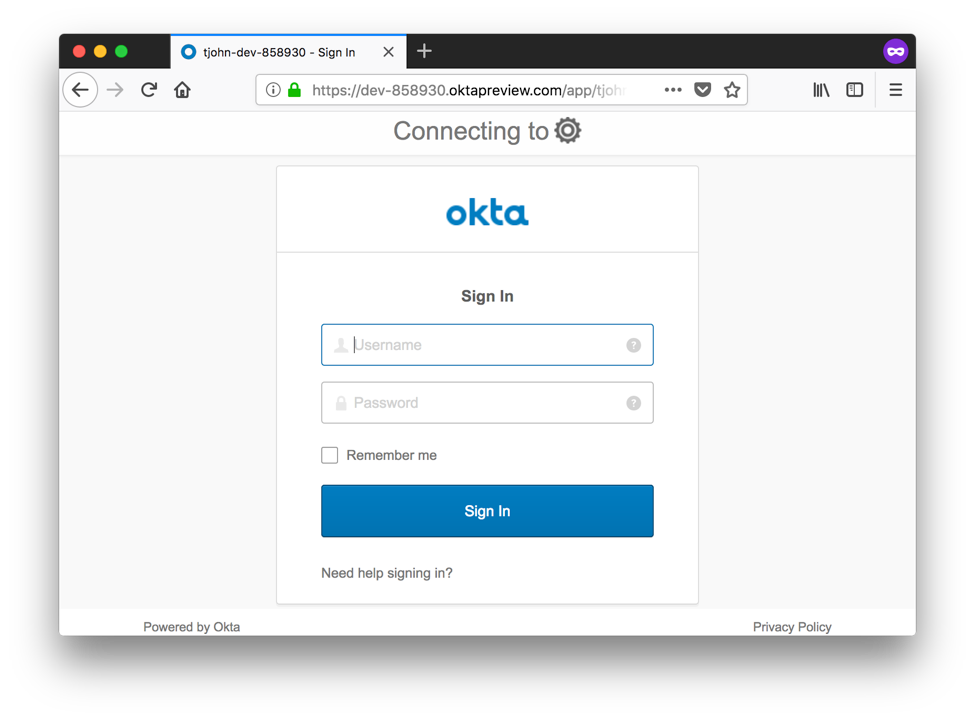 tjohn-dev-858930 - Sign In
https://dev-858930.oktapreview.com/app/tjoh
Connecting to
okta
Sign In
Username
Password
Remember me
Sign In
Need help signing in?
Powered by Okta
Privacy Policy